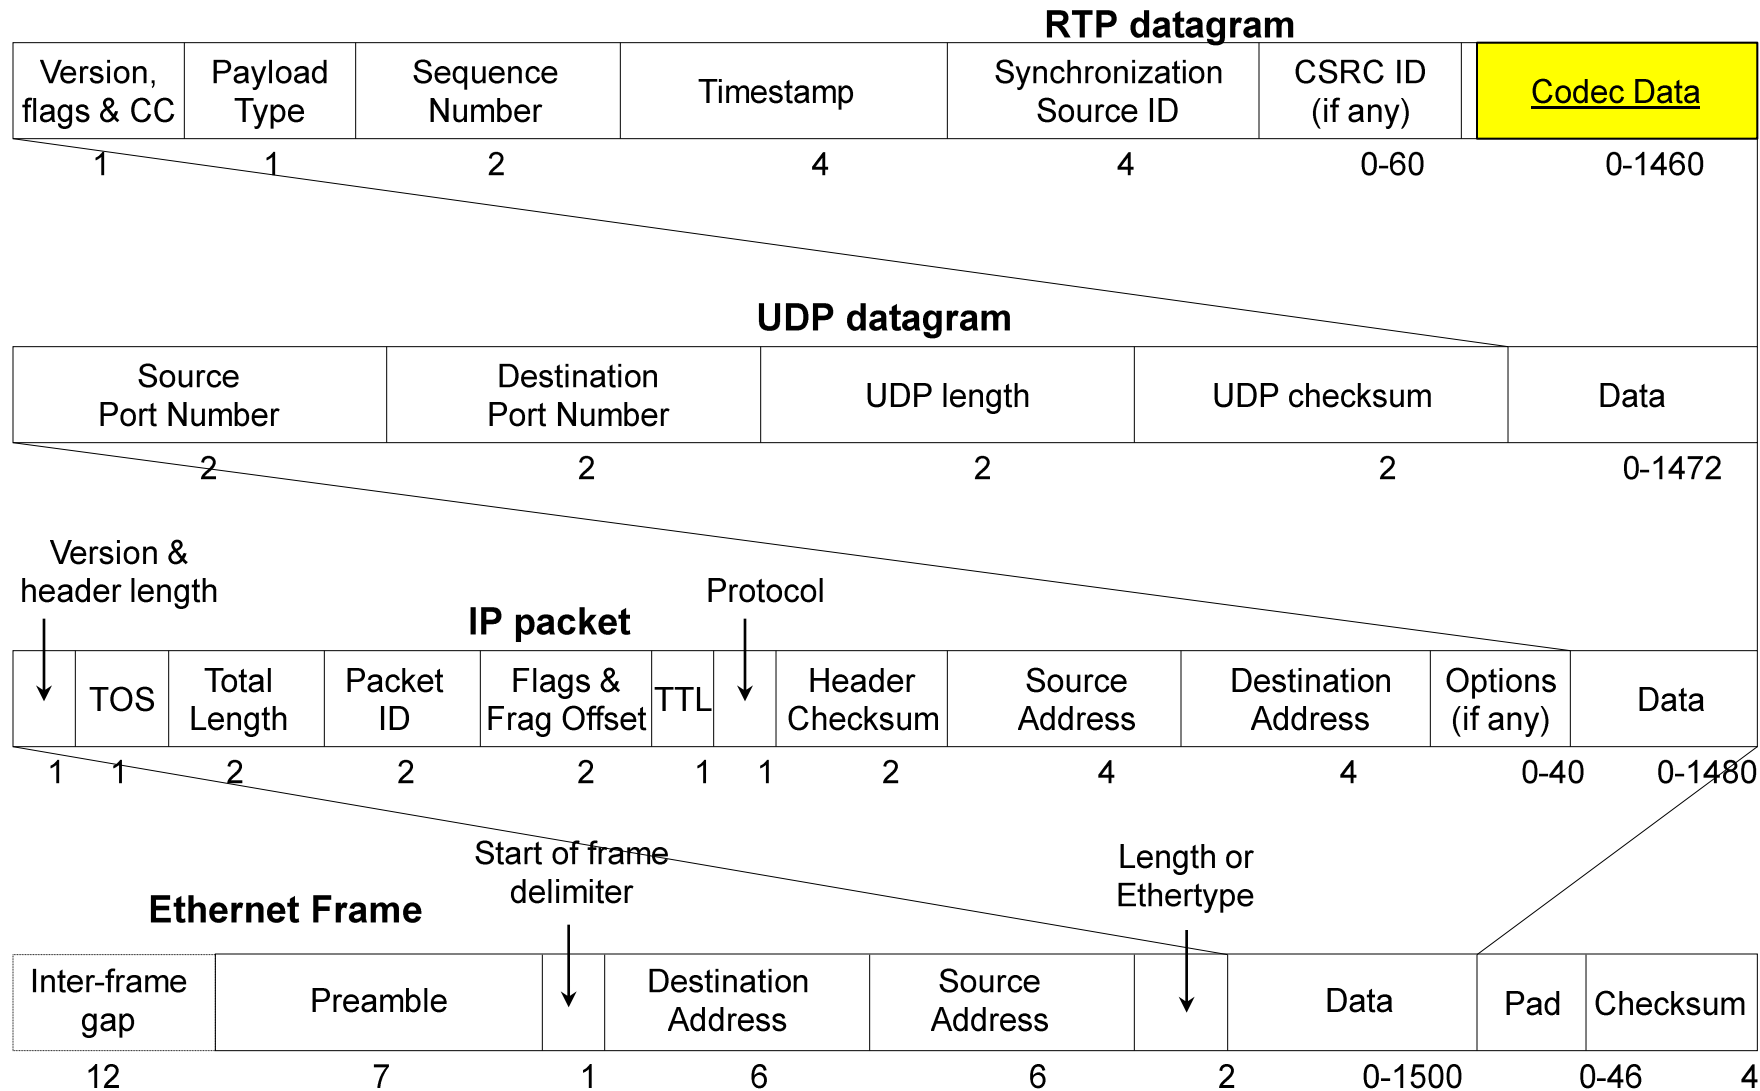 RTP datagram
Version,
flags & CC
Payload
Type
Sequence
Number
Timestamp
Synchronization
Source ID
CSRC ID
(if any)
Codec Data
1
1
2
4
4
0-60
0-1460
UDP datagram
Source
Port Number
Destination
Port Number
UDP length
UDP checksum
Data
2
2
2
2
0-1472
Version &
header length
Protocol
IP packet
TOS
Total
Length
Packet
ID
Flags &
Frag Offset
TTL
Header
Checksum
Source
Address
Destination
Address
Options
(if any)
Data
1
1
2
2
2
1
1
2
4
4
0-40
0-1480
Start of frame
delimiter
Length or
Ethertype
Ethernet Frame
Inter-frame
gap
Preamble
Destination
Address
Source
Address
Data
Pad
Checksum
12
7
1
6
6
2
0-1500
0-46
4